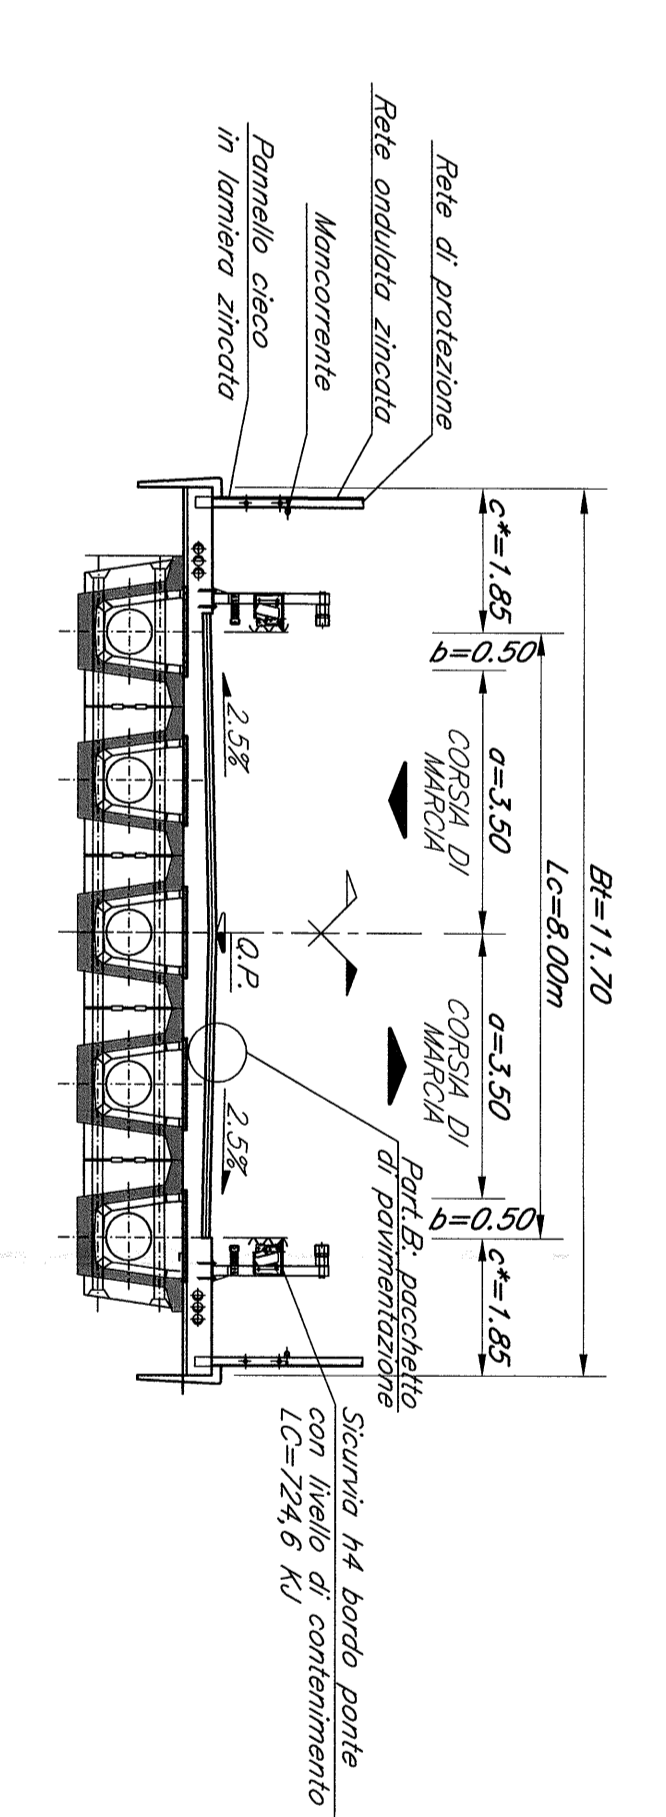 Bt=11.70
Lc=8.00m
c*=1.85
b=0.50
a=3.50
a=3.50
b=0.50
c*=1.85
CORSIA DI
MARCIA
CORSIA DI
MARCIA
Rete di protezione
Rete ondulata zincata
Mancorrente
Pannello cieco
in lamiera zincata
2.5%
Q.P.
2.5%
Part.B: pacchetto
di pavimentazione
Sicurvia h4 bordo ponte
con livello di contenimento
LC=724,6 KJ